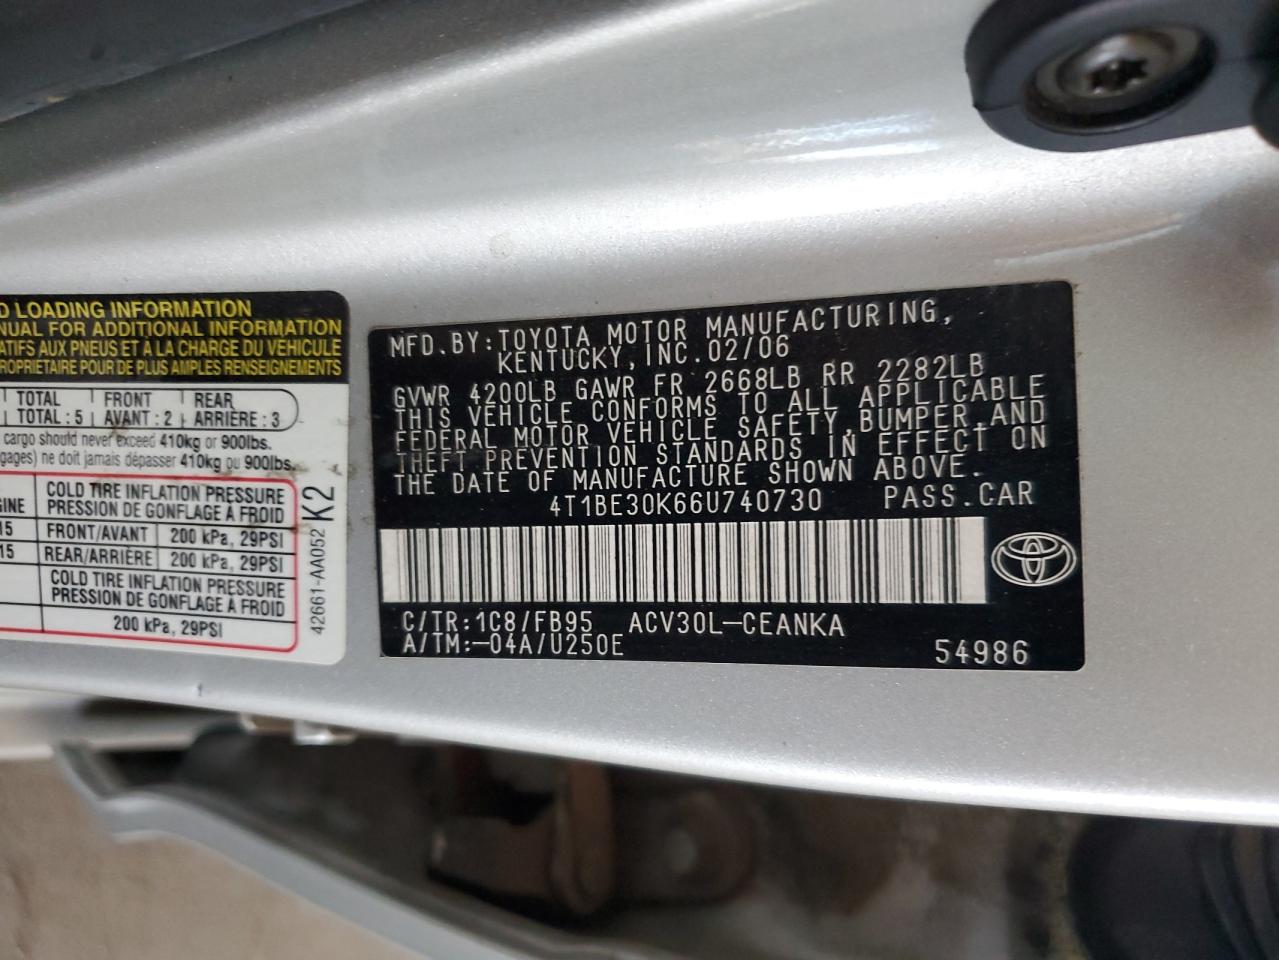 D LOADING INFORMATION
NUAL FOR ADDITIONAL INFORMATION
ATIFS AUX PNEUS ET A LA CHARGE DU VEHICULE
PROPRIETAIRE POUR DE PLUS AMPLES RENSEIGNEMENTS
TOTAL FRONT REAR
TOTAL : 5 AVANT : 2 ARRIÈRE : 3
cargo should never exceed 410kg or 900lbs.
gages) ne doit jamais dépasser 410kg ou 900lbs.
COLD TIRE INFLATION PRESSURE
GINE PRESSION DE GONFLAGE À FROID
15 FRONT/AVANT 200 kPa, 29PSI
15 REAR/ARRIÈRE 200 kPa, 29PSI
COLD TIRE INFLATION PRESSURE
PRESSION DE GONFLAGE À FROID
200 kPa, 29PSI
42661-AA052 K2
MFD.BY:TOYOTA MOTOR MANUFACTURING,
KENTUCKY,INC.02/06
GVWR 4200LB GAWR FR 2668LB RR 2282LB
THIS VEHICLE CONFORMS TO ALL APPLICABLE
FEDERAL MOTOR VEHICLE SAFETY,BUMPER,AND
THEFT PREVENTION STANDARDS IN EFFECT ON
THE DATE OF MANUFACTURE SHOWN ABOVE.
4T1BE30K66U740730 PASS.CAR
C/TR:1C8/FB95 ACV30L-CEANKA
A/TM:-04A/U250E
54986